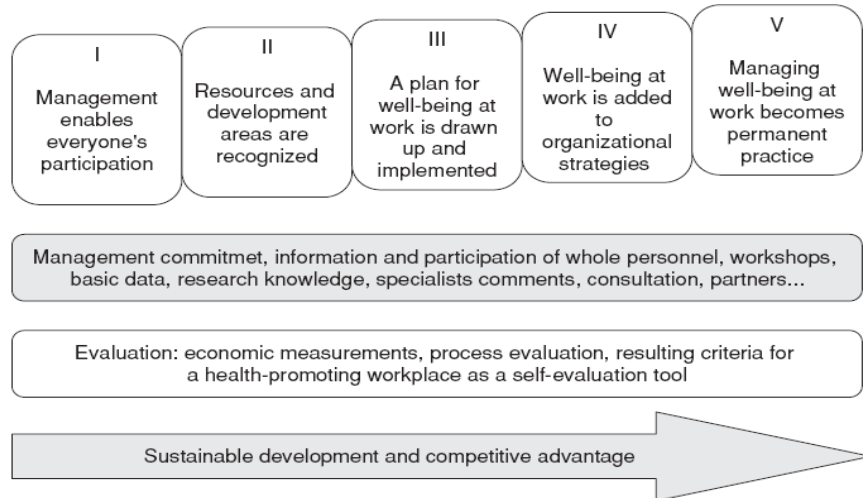 I
Management
enables
everyone's
participation
II
Resources and
development
areas are
recognized
III
A plan for
well-being at
work is drawn
up and
implemented
IV
Well-being at
work is added
to
organizational
strategies
V
Managing
well-being at
work becomes
permanent
practice
Management commitmet, information and participation of whole personnel, workshops,
basic data, research knowledge, specialists comments, consultation, partners...
Evaluation: economic measurements, process evaluation, resulting criteria for
a health-promoting workplace as a self-evaluation tool
Sustainable development and competitive advantage